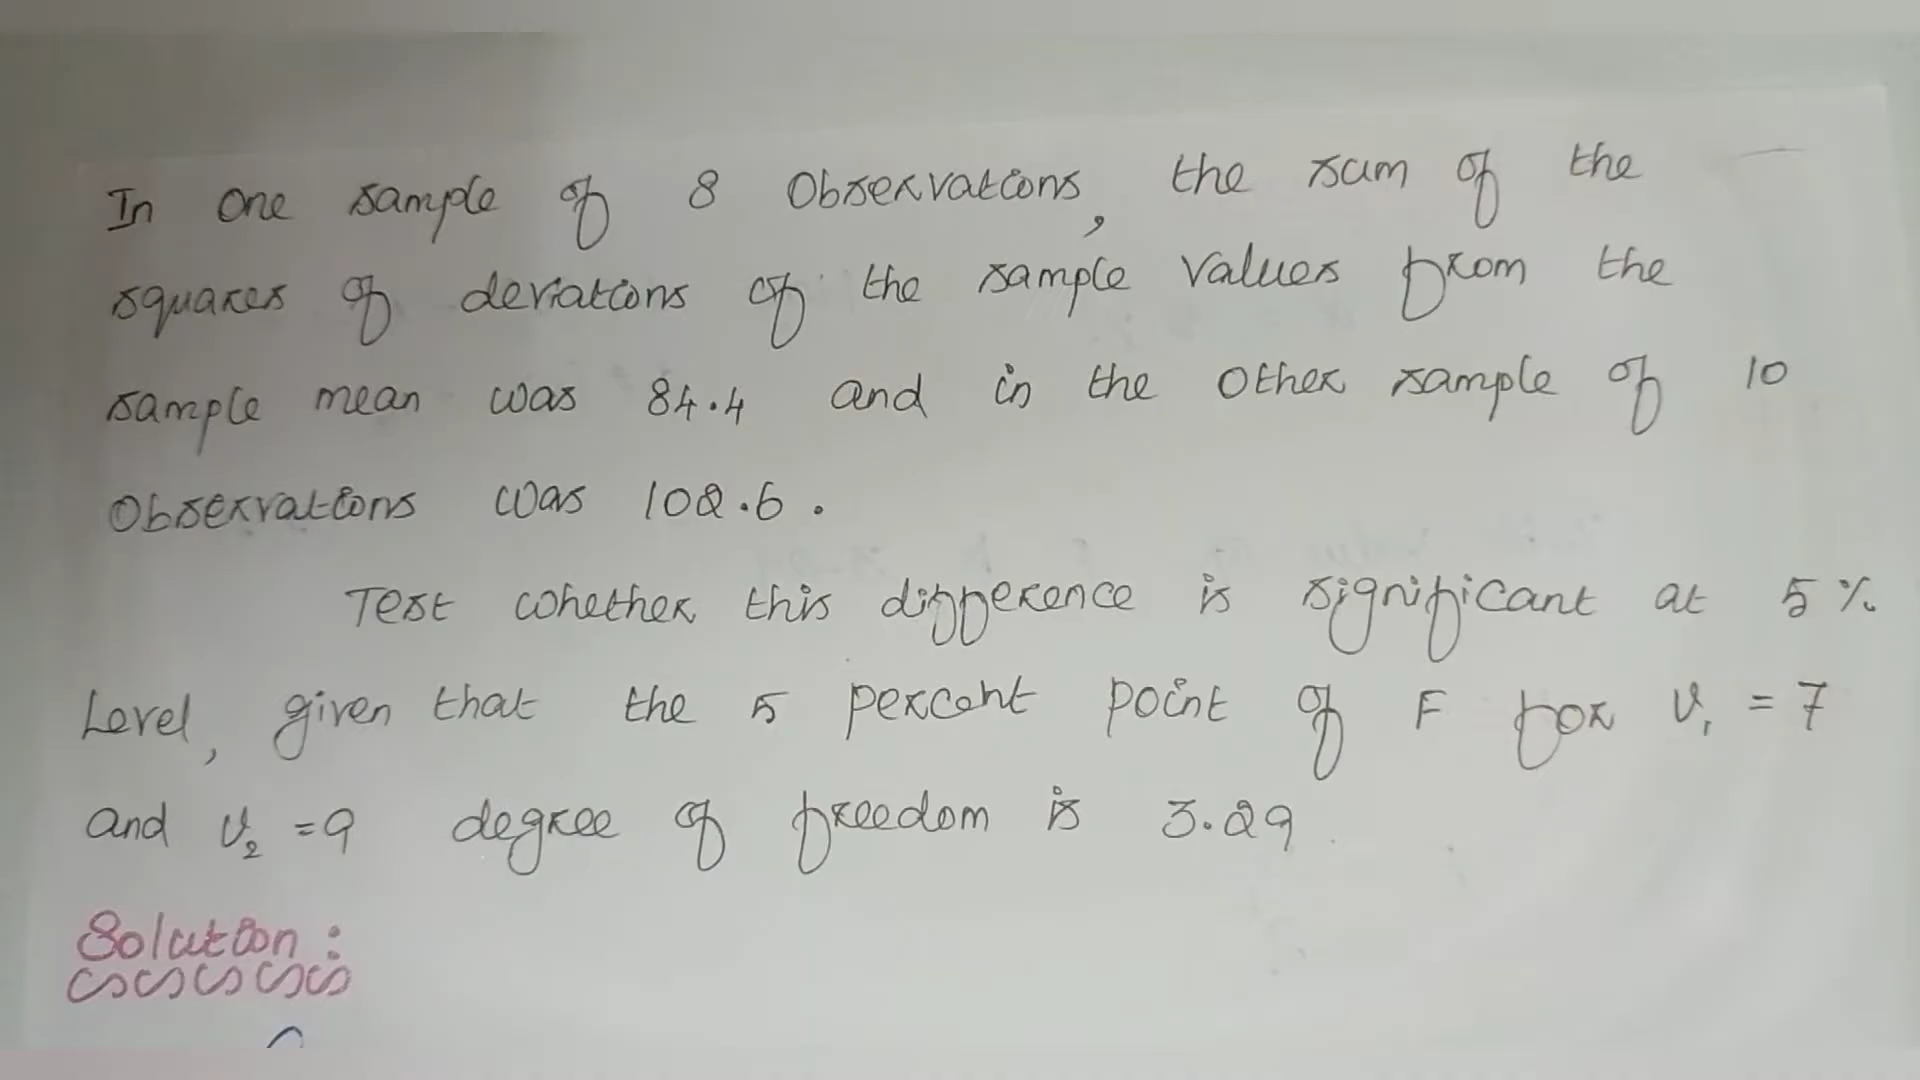 In one sample of 8 Observations, the sum of the
squares of deviations of the sample values from the
sample mean was 84.4 and in the other sample of 10
Observations was 102.6.
Test whether this difference is significant at 5%
Level, given that the 5 percent point of F for V₁ = 7
and V₂ = 9 degree of freedom is 3.29.
Solution: